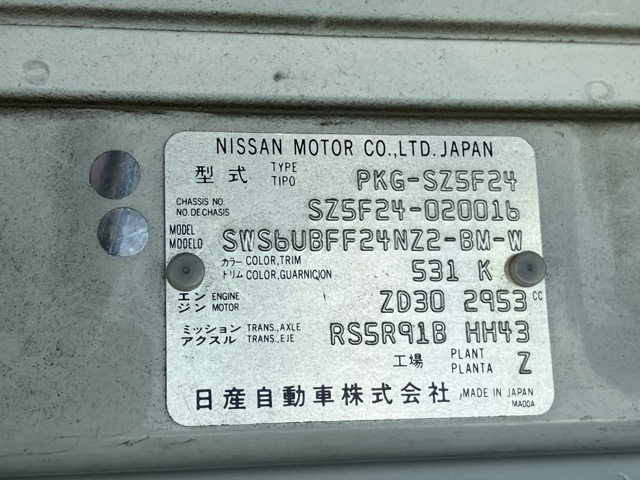 NISSAN MOTOR CO.,LTD. JAPAN
型式 TYPE TIPO PKG-SZ5F24
CHASSIS NO NO. DE CHASIS SZ5F24-020016
MODEL MODELO SWS6UBFF24NZ2-BM-W
カラー トリム COLOR, TRIM COLOR, GUARNICION 531 K
エンジン ENGINE MOTOR ZD30 2953 CC
ミッション アクスル TRANS., AXLE TRANS., EJE RS5R91B HH43
工場 PLANT PLANTA Z
日産自動車株式会社 MADE IN JAPAN
MA00A